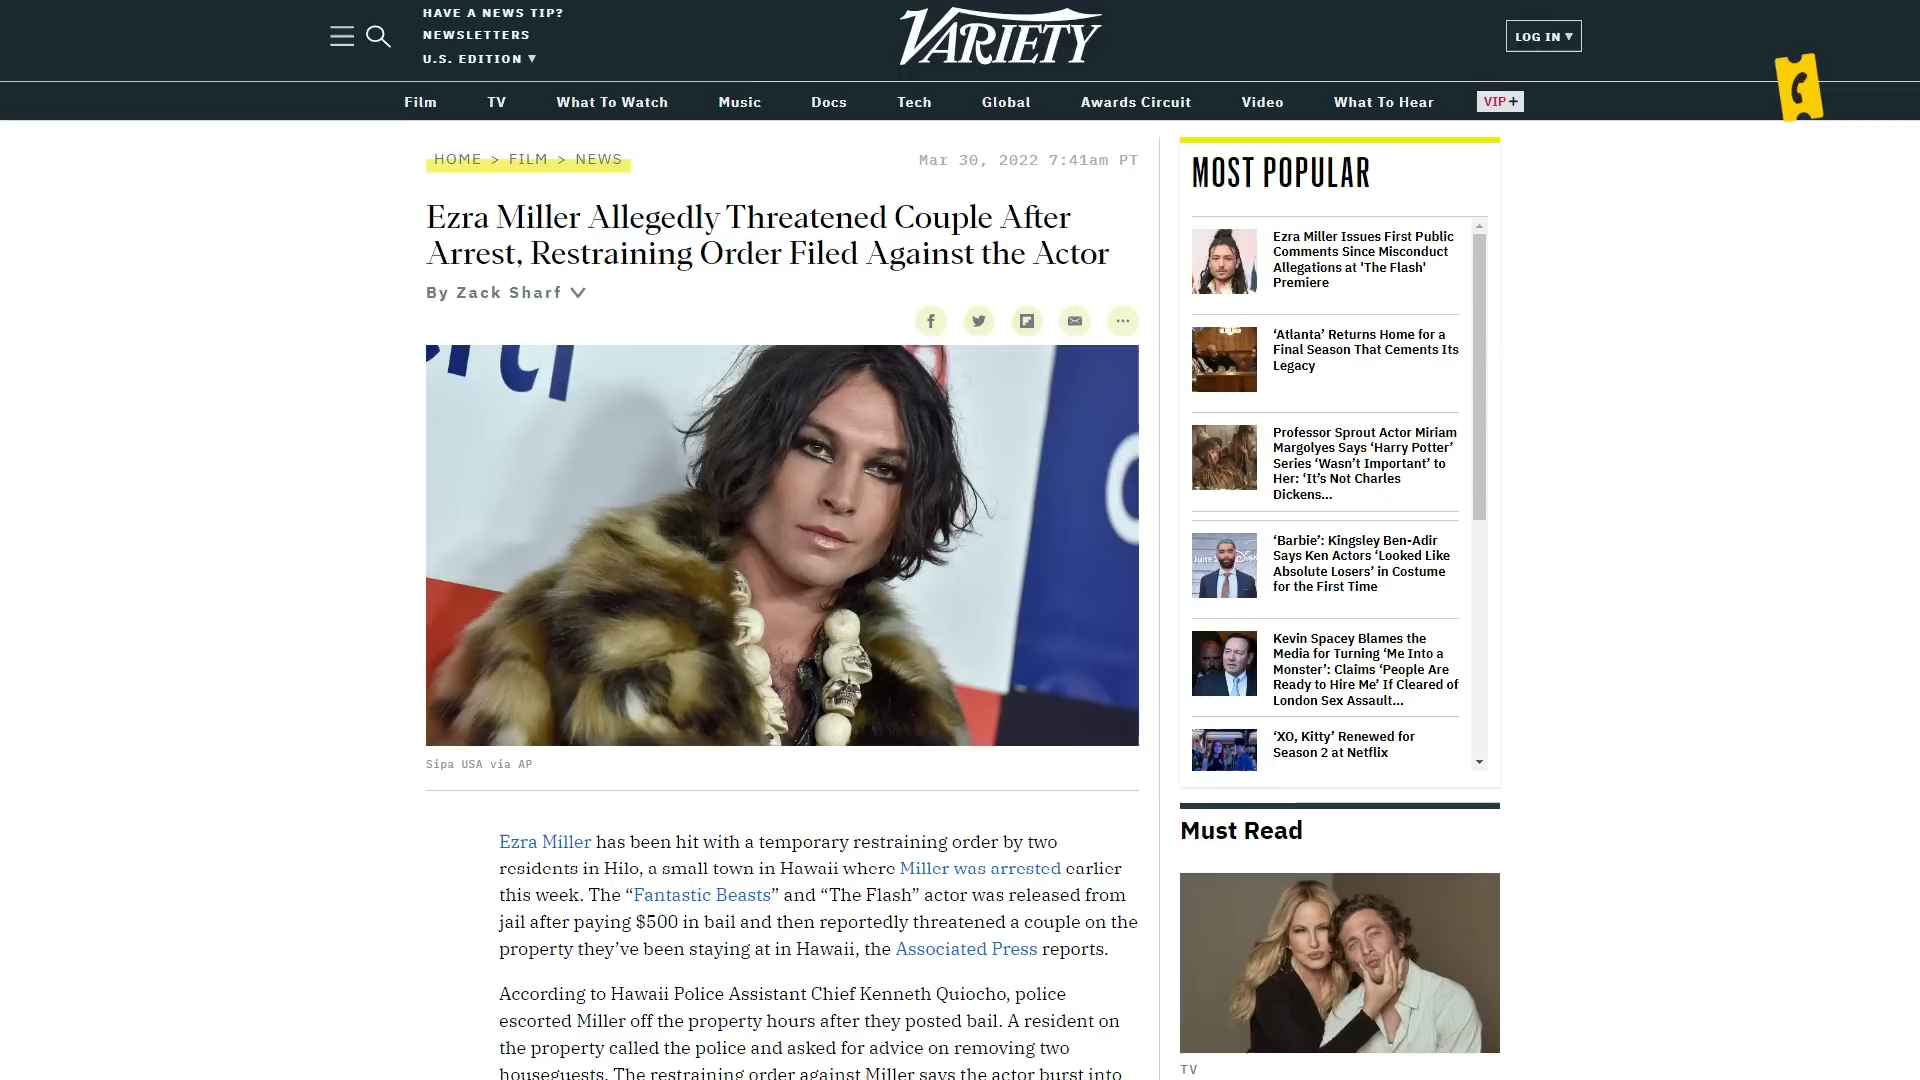 HAVE A NEWS TIP?
NEWSLETTERS
U.S. EDITION ▼
VARIETY
LOG IN ▼
Film TV What To Watch Music Docs Tech Global Awards Circuit Video What To Hear VIP+
HOME > FILM > NEWS
Mar 30, 2022 7:41am PT
Ezra Miller Allegedly Threatened Couple After
Arrest, Restraining Order Filed Against the Actor
By Zack Sharf
Sipa USA via AP
Ezra Miller has been hit with a temporary restraining order by two
residents in Hilo, a small town in Hawaii where Miller was arrested earlier
this week. The “Fantastic Beasts” and “The Flash” actor was released from
jail after paying $500 in bail and then reportedly threatened a couple on the
property they’ve been staying at in Hawaii, the Associated Press reports.
According to Hawaii Police Assistant Chief Kenneth Quiocho, police
escorted Miller off the property hours after they posted bail. A resident on
the property called the police and asked for advice on removing two
houseguests. The restraining order against Miller says the actor burst into
MOST POPULAR
Ezra Miller Issues First Public
Comments Since Misconduct
Allegations at 'The Flash'
Premiere
‘Atlanta’ Returns Home for a
Final Season That Cements Its
Legacy
Professor Sprout Actor Miriam
Margolyes Says ‘Harry Potter’
Series ‘Wasn’t Important’ to
Her: ‘It’s Not Charles
Dickens...
‘Barbie’: Kingsley Ben-Adir
Says Ken Actors ‘Looked Like
Absolute Losers’ in Costume
for the First Time
Kevin Spacey Blames the
Media for Turning ‘Me Into a
Monster’: Claims ‘People Are
Ready to Hire Me’ If Cleared of
London Sex Assault...
‘XO, Kitty’ Renewed for
Season 2 at Netflix
Must Read
TV